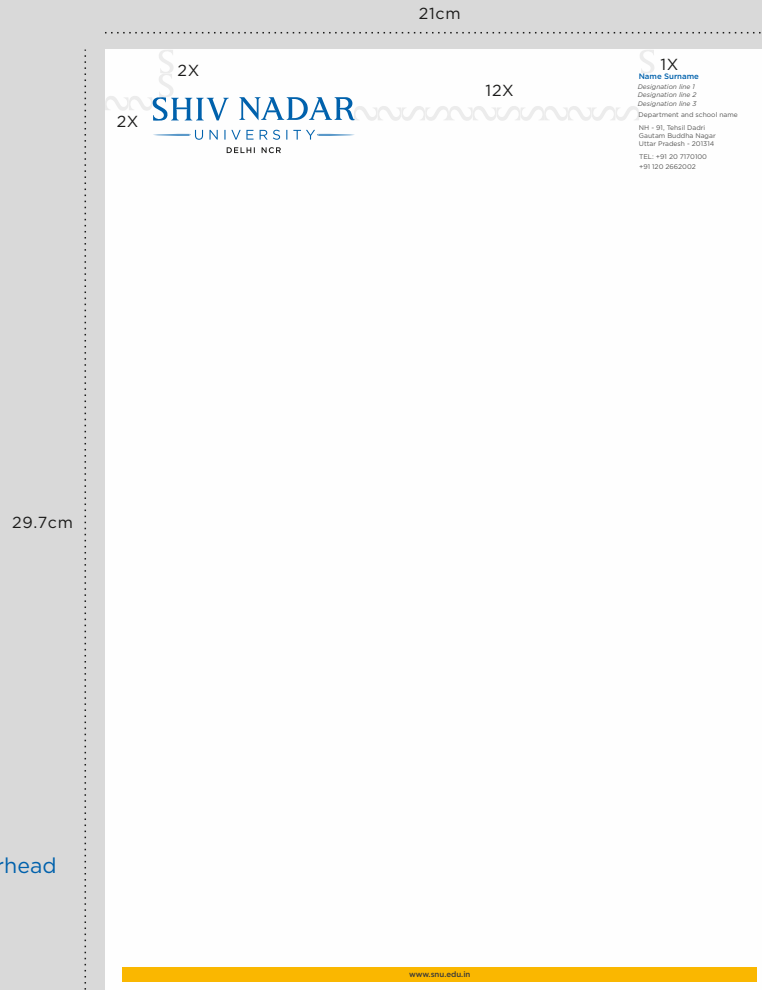 21cm
2X
1X
12X
2X
SHIV NADAR
UNIVERSITY
DELHI NCR
Name Surname
Designation line 1
Designation line 2
Designation line 3
Department and school name
NH - 91, Tehsil Dadri
Gautam Buddha Nagar
Uttar Pradesh - 201314
TEL: +91 20 7170100
+91 120 2662002
29.7cm
rhead
www.snu.edu.in